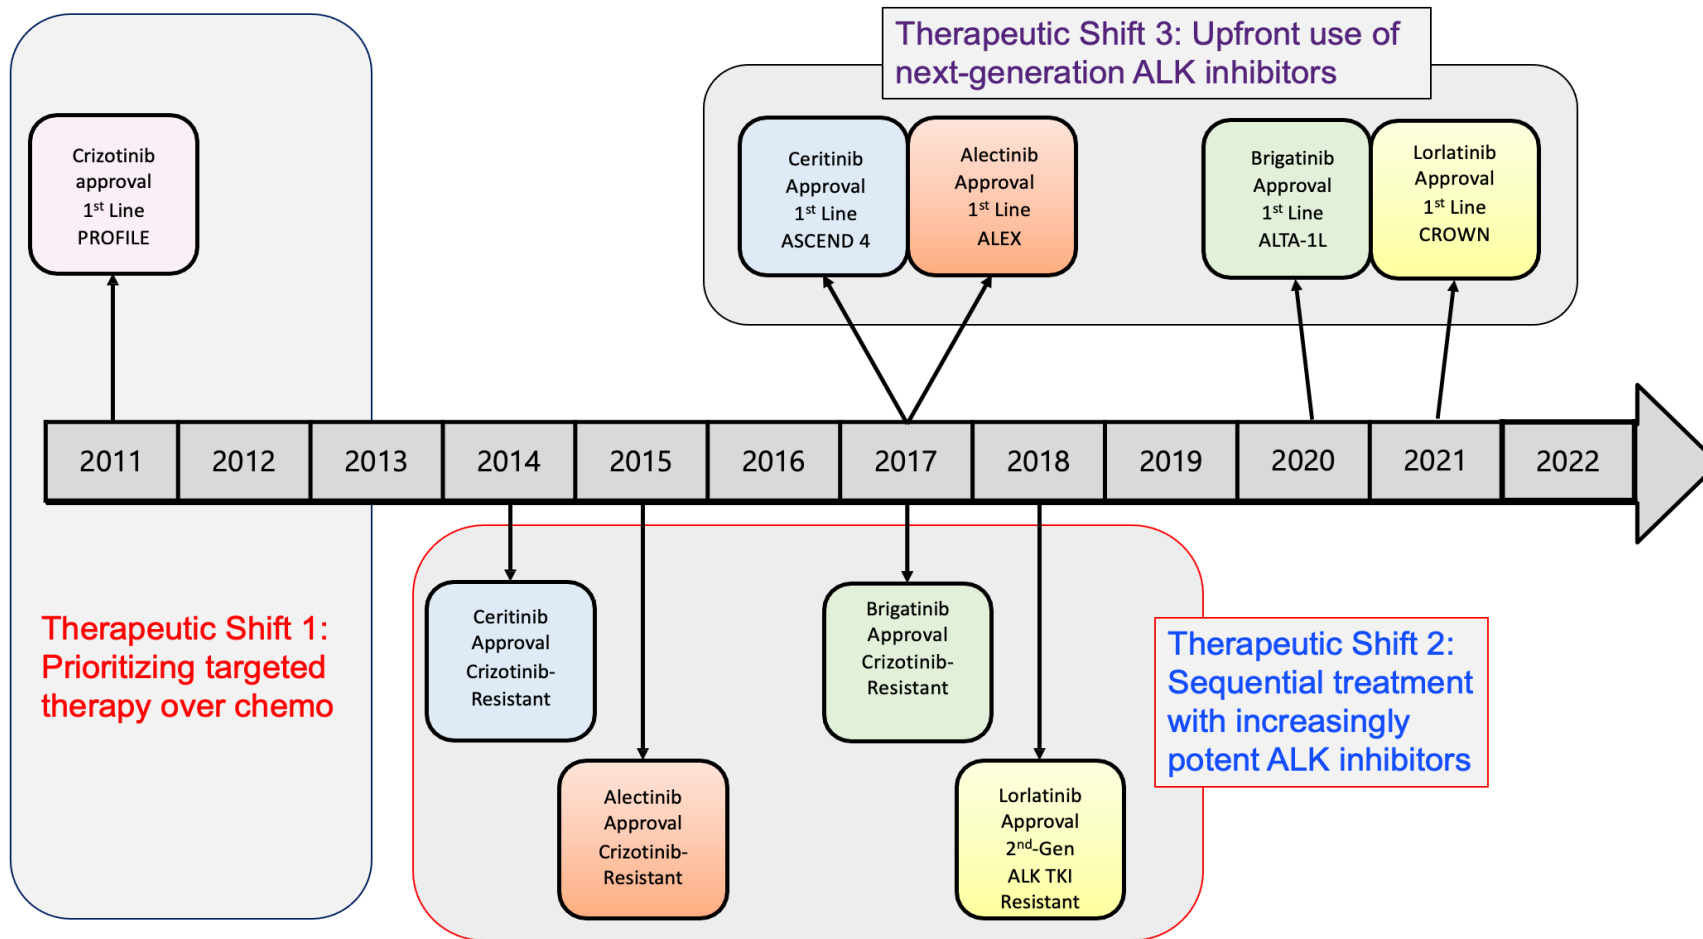 Therapeutic Shift 3: Upfront use of
next-generation ALK inhibitors
Crizotinib
approval
1st Line
PROFILE
Ceritinib
Approval
1st Line
ASCEND 4
Alectinib
Approval
1st Line
ALEX
Brigatinib
Approval
1st Line
ALTA-1L
Lorlatinib
Approval
1st Line
CROWN
2011 2012 2013 2014 2015 2016 2017 2018 2019 2020 2021 2022
Therapeutic Shift 1:
Prioritizing targeted
therapy over chemo
Ceritinib
Approval
Crizotinib-
Resistant
Alectinib
Approval
Crizotinib-
Resistant
Brigatinib
Approval
Crizotinib-
Resistant
Lorlatinib
Approval
2nd-Gen
ALK TKI
Resistant
Therapeutic Shift 2:
Sequential treatment
with increasingly
potent ALK inhibitors